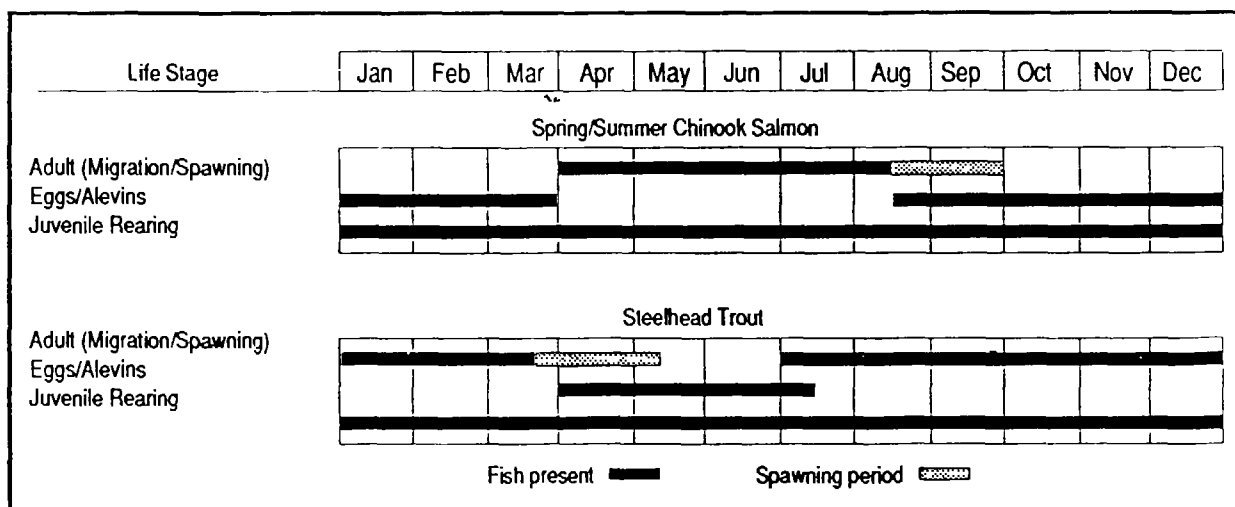 Life Stage Jan Feb Mar Apr May Jun Jul Aug Sep Oct Nov Dec
Spring/Summer Chinook Salmon
Adult (Migration/Spawning)
Eggs/Alevins
Juvenile Rearing
Steelhead Trout
Adult (Migration/Spawning)
Eggs/Alevins
Juvenile Rearing
Fish present Spawning period